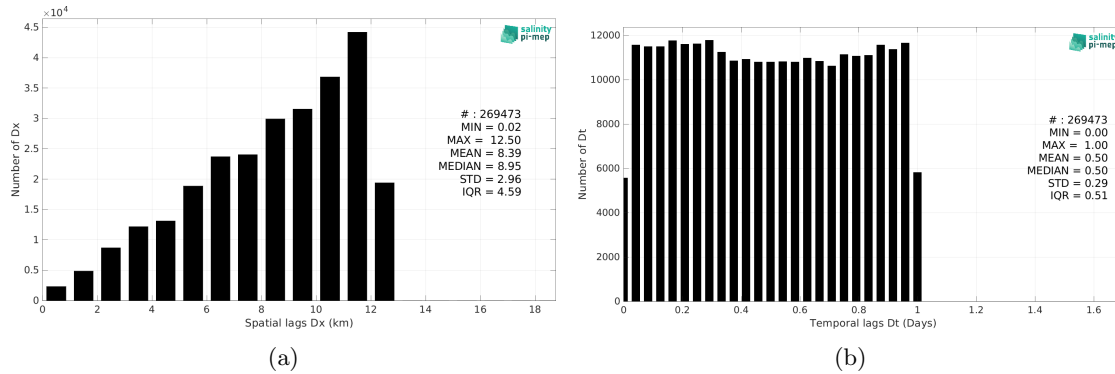 ×10⁴
4.5
4
3.5
3
2.5
2
1.5
1
0.5
0
Number of Dx
salinity
pi-mep
# : 269473
MIN = 0.02
MAX = 12.50
MEAN = 8.39
MEDIAN = 8.95
STD = 2.96
IQR = 4.59
0 2 4 6 8 10 12 14 16 18
Spatial lags Dx (km)
(a)
12000
10000
8000
6000
4000
2000
0
Number of Dt
salinity
pi-mep
# : 269473
MIN = 0.00
MAX = 1.00
MEAN = 0.50
MEDIAN = 0.50
STD = 0.29
IQR = 0.51
0 0.2 0.4 0.6 0.8 1 1.2 1.4 1.6
Temporal lags Dt (Days)
(b)